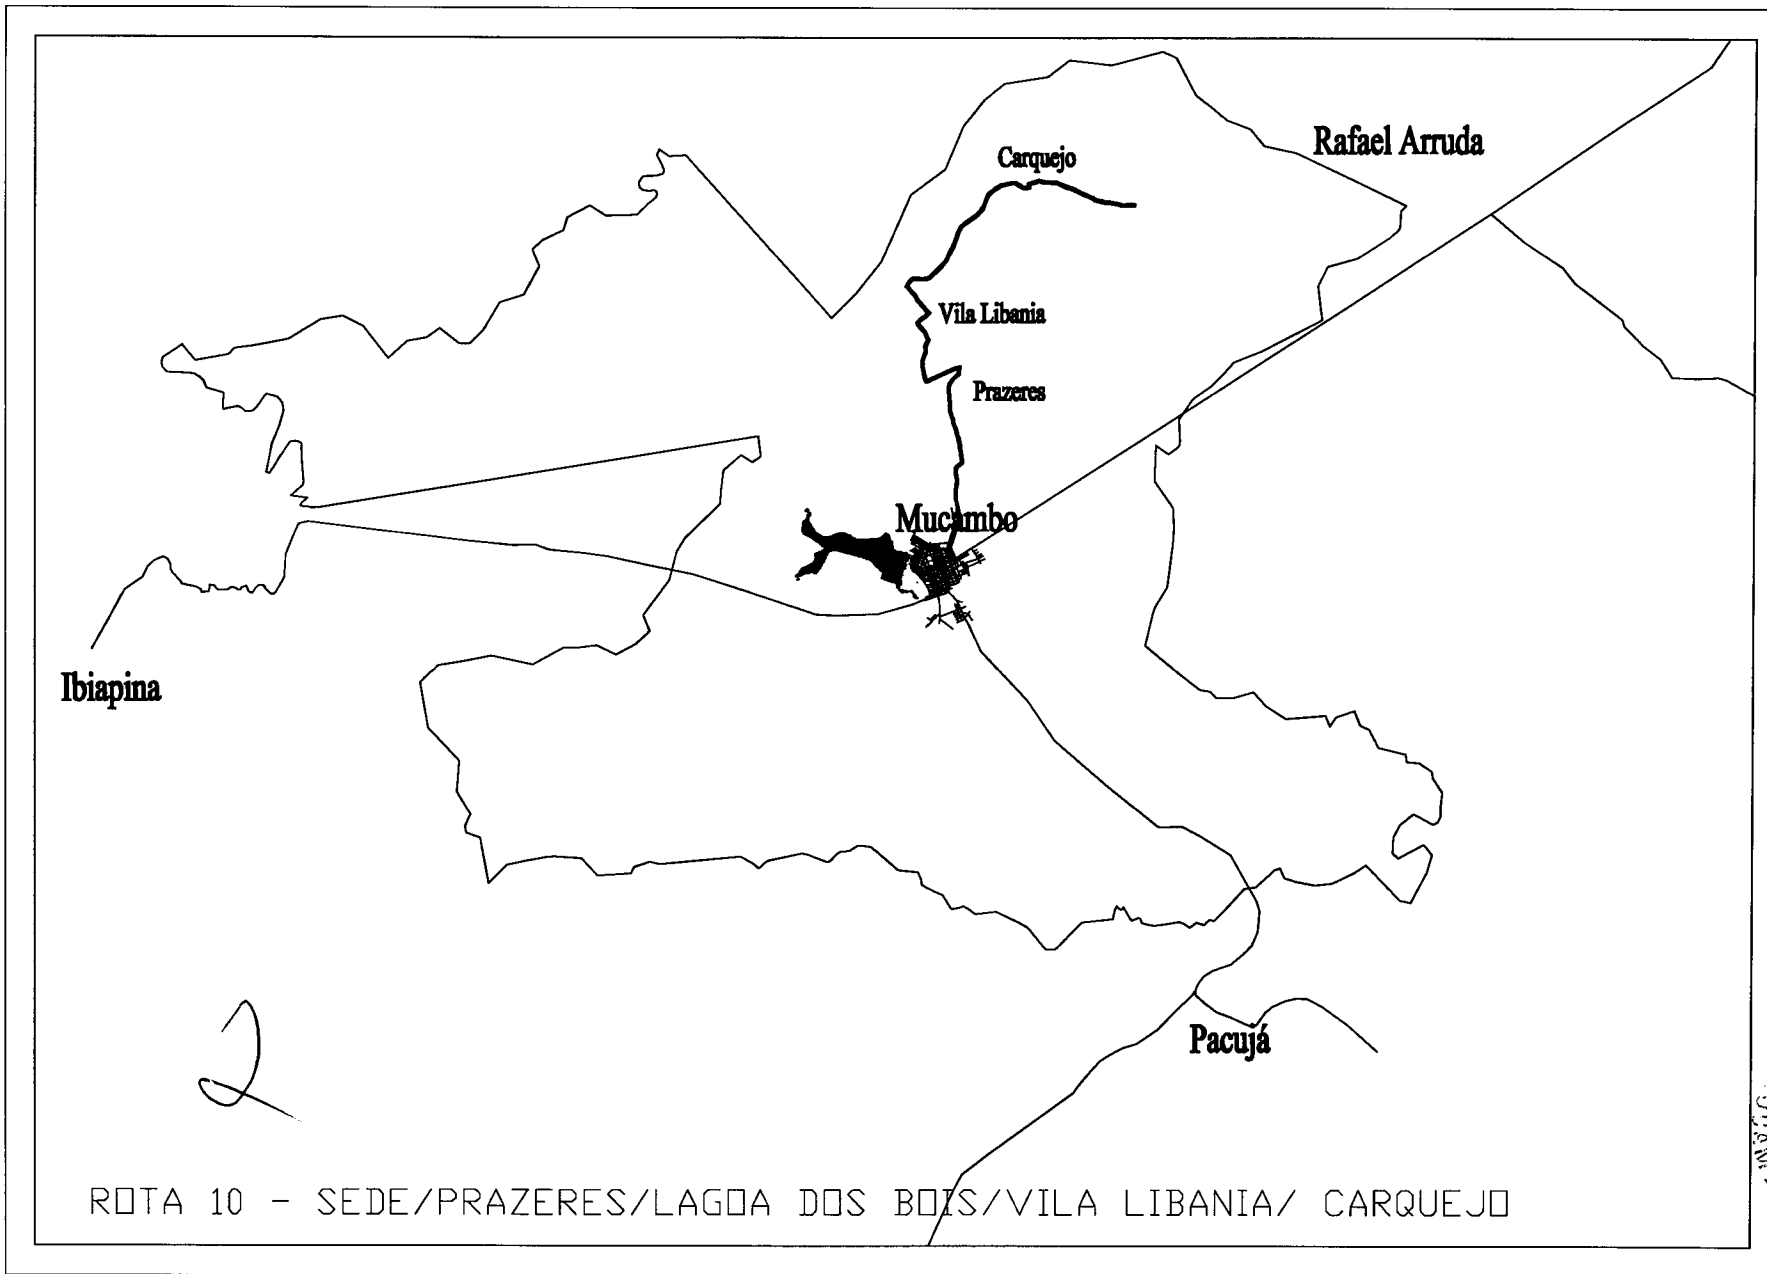 Rafael Arruda
Carquejo
Vila Libania
Prazeres
Mucambo
Ibiapina
Pacujá
ROTA 10 - SEDE/PRAZERES/LAGOA DOS BOIS/VILA LIBANIA/ CARQUEJO